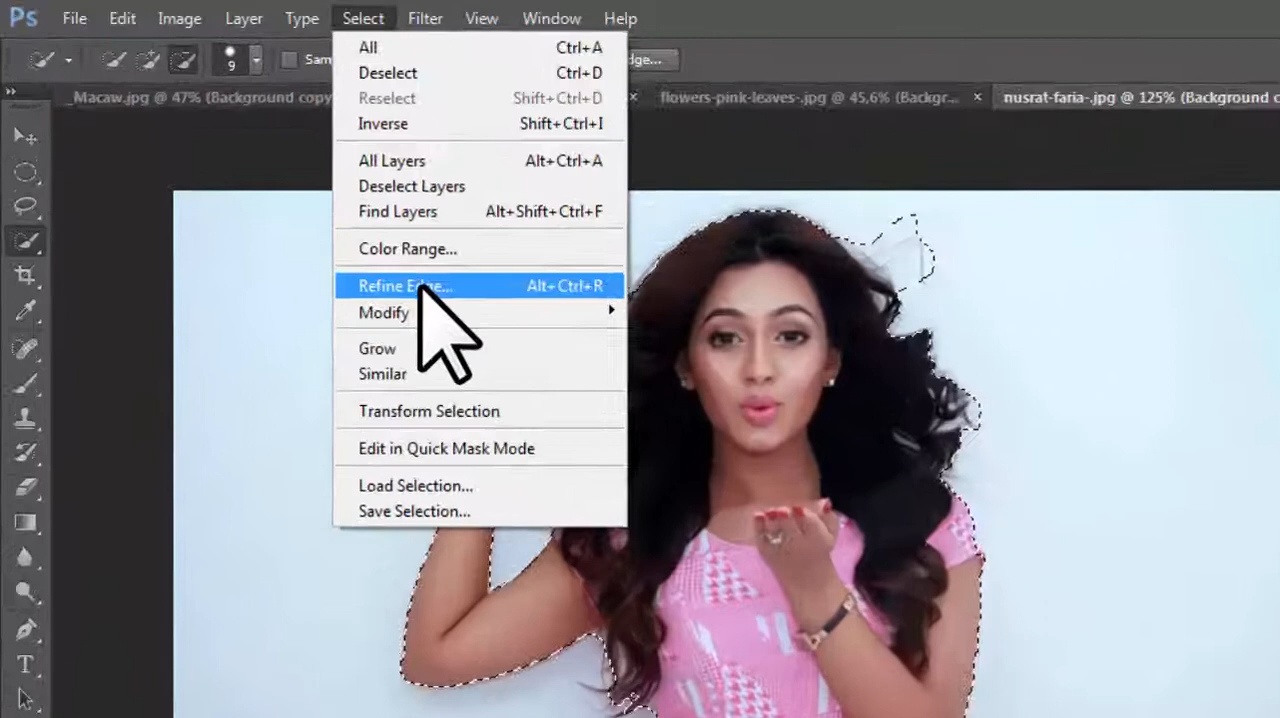 Ps File Edit Image Layer Type Select Filter View Window Help
9 Sam dge...
_Macaw.jpg @ 47% (Background copy × flowers-pink-leaves-.jpg @ 45,6% (Backgr... × nusrat-faria-.jpg @ 125% (Background c
All Ctrl+A
Deselect Ctrl+D
Reselect Shift+Ctrl+D
Inverse Shift+Ctrl+I
All Layers Alt+Ctrl+A
Deselect Layers
Find Layers Alt+Shift+Ctrl+F
Color Range...
Refine Edge... Alt+Ctrl+R
Modify
Grow
Similar
Transform Selection
Edit in Quick Mask Mode
Load Selection...
Save Selection...